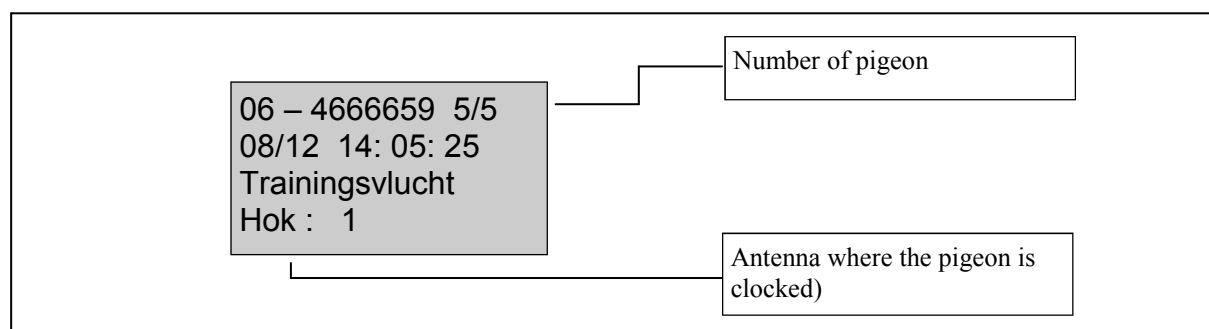 Number of pigeon
06 – 4666659 5/5
08/12 14: 05: 25
Trainingsvlucht
Hok : 1
Antenna where the pigeon is
clocked)